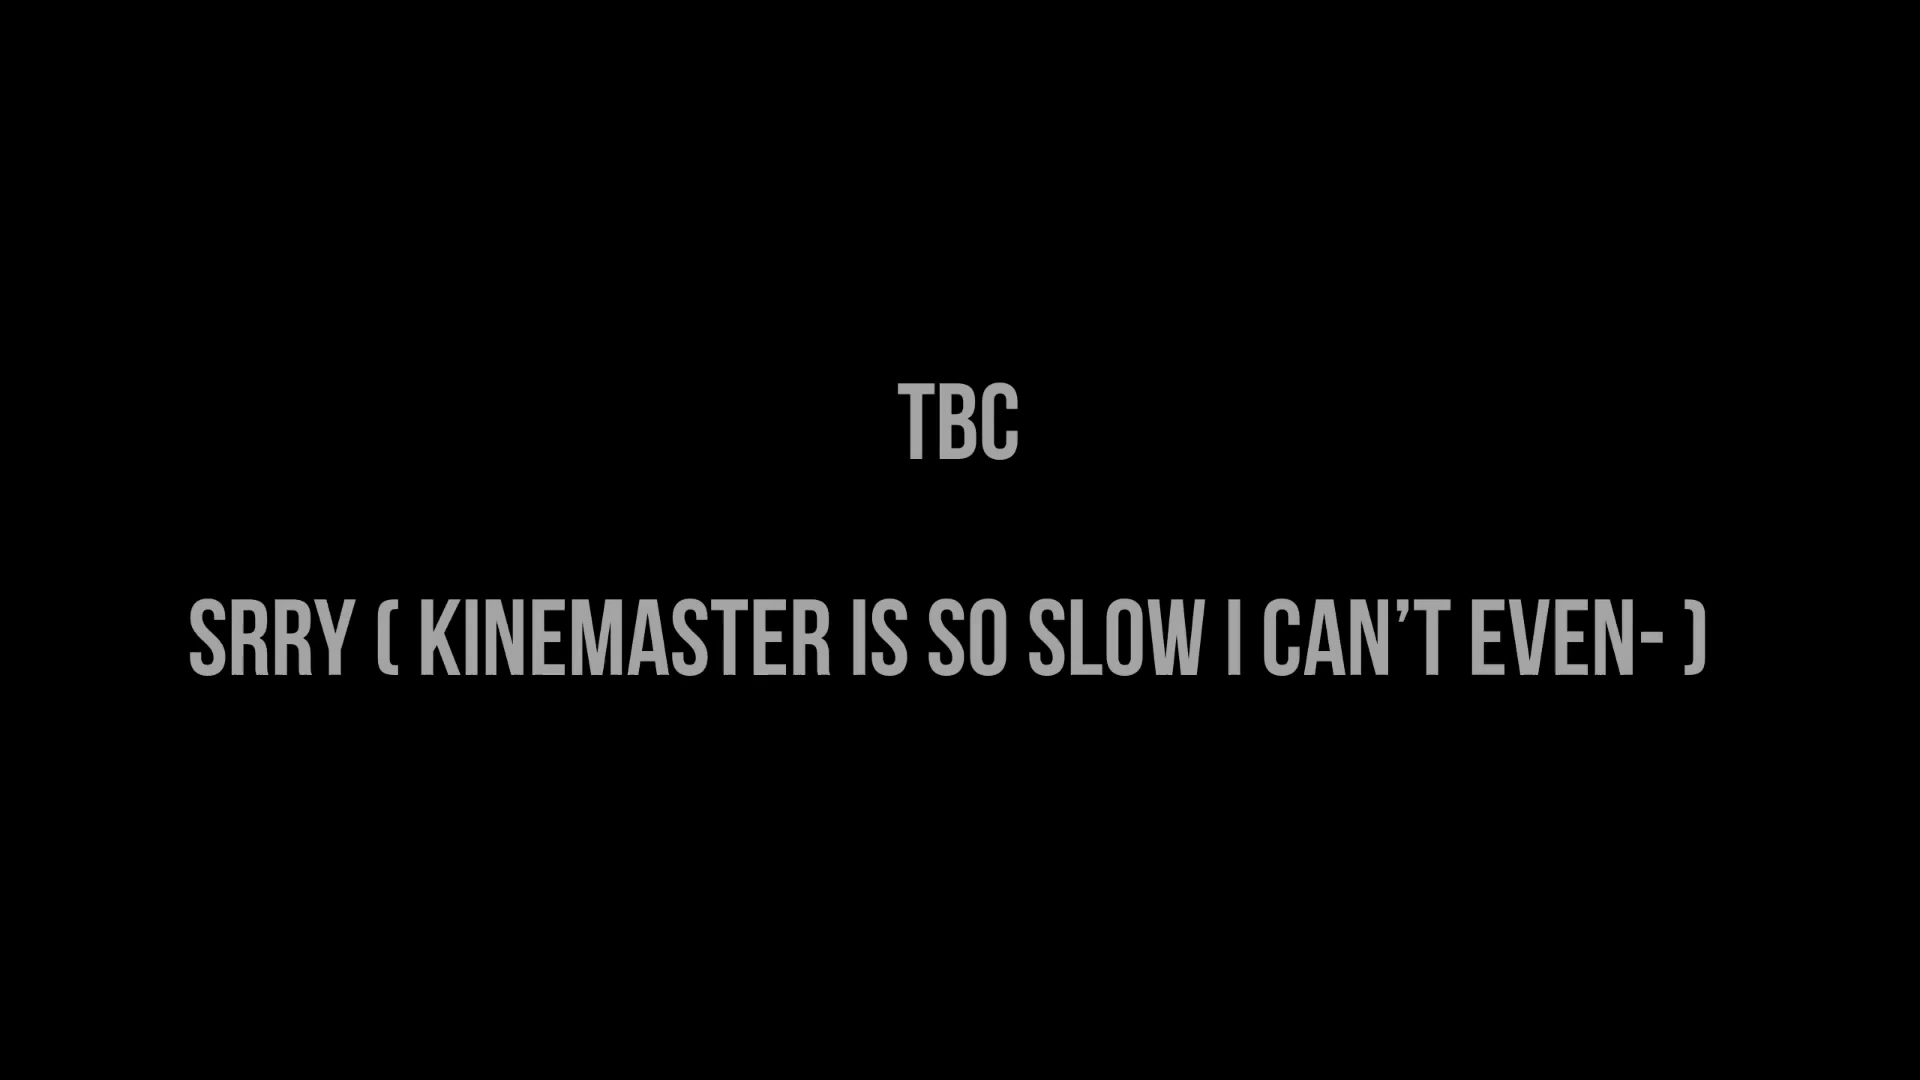 TBC
SRRY ( KINEMASTER IS SO SLOW I CAN’T EVEN- )